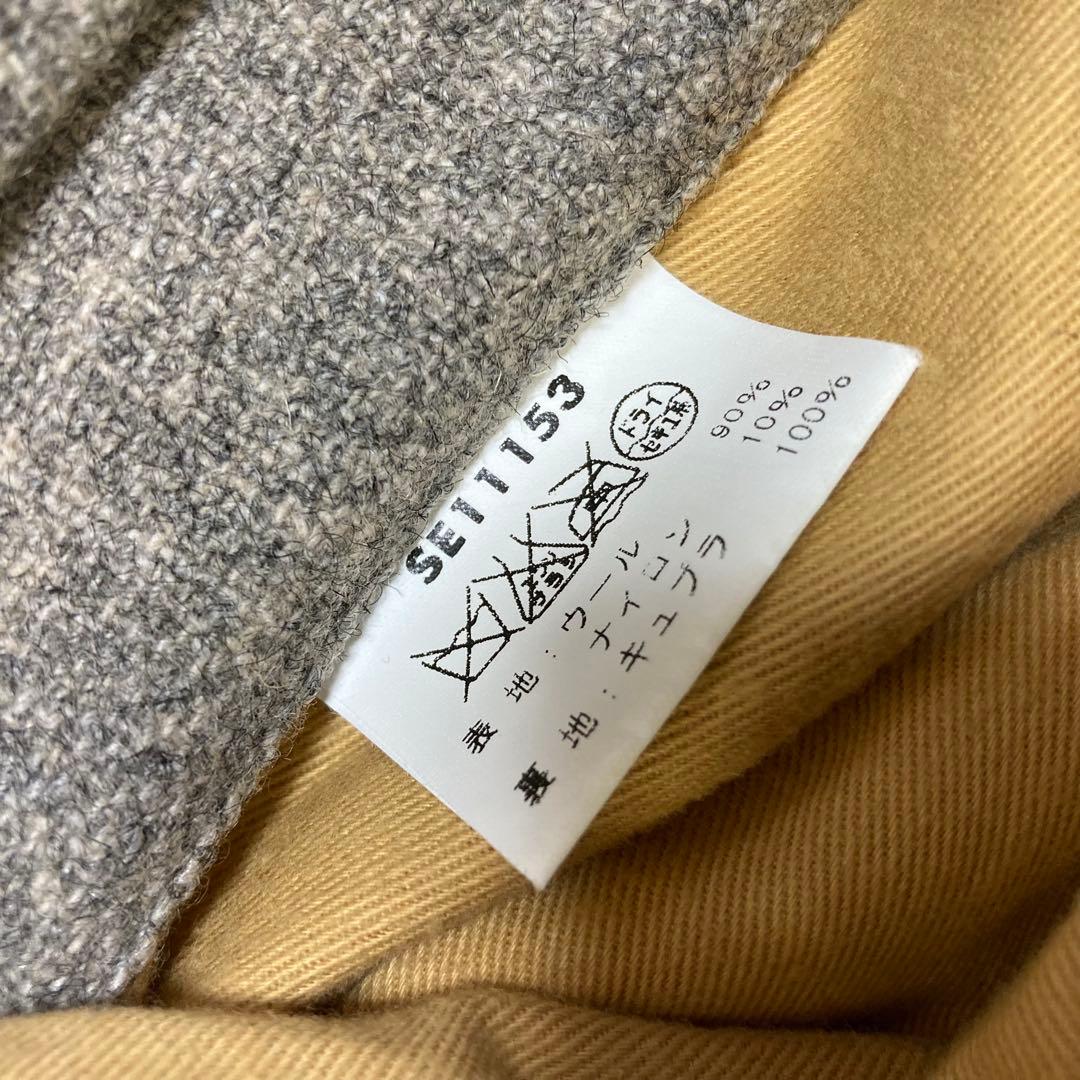 SE11153
ドライ
セキユ系
表地:ウール 90%
ナイロン 10%
裏地:キュプラ 100%